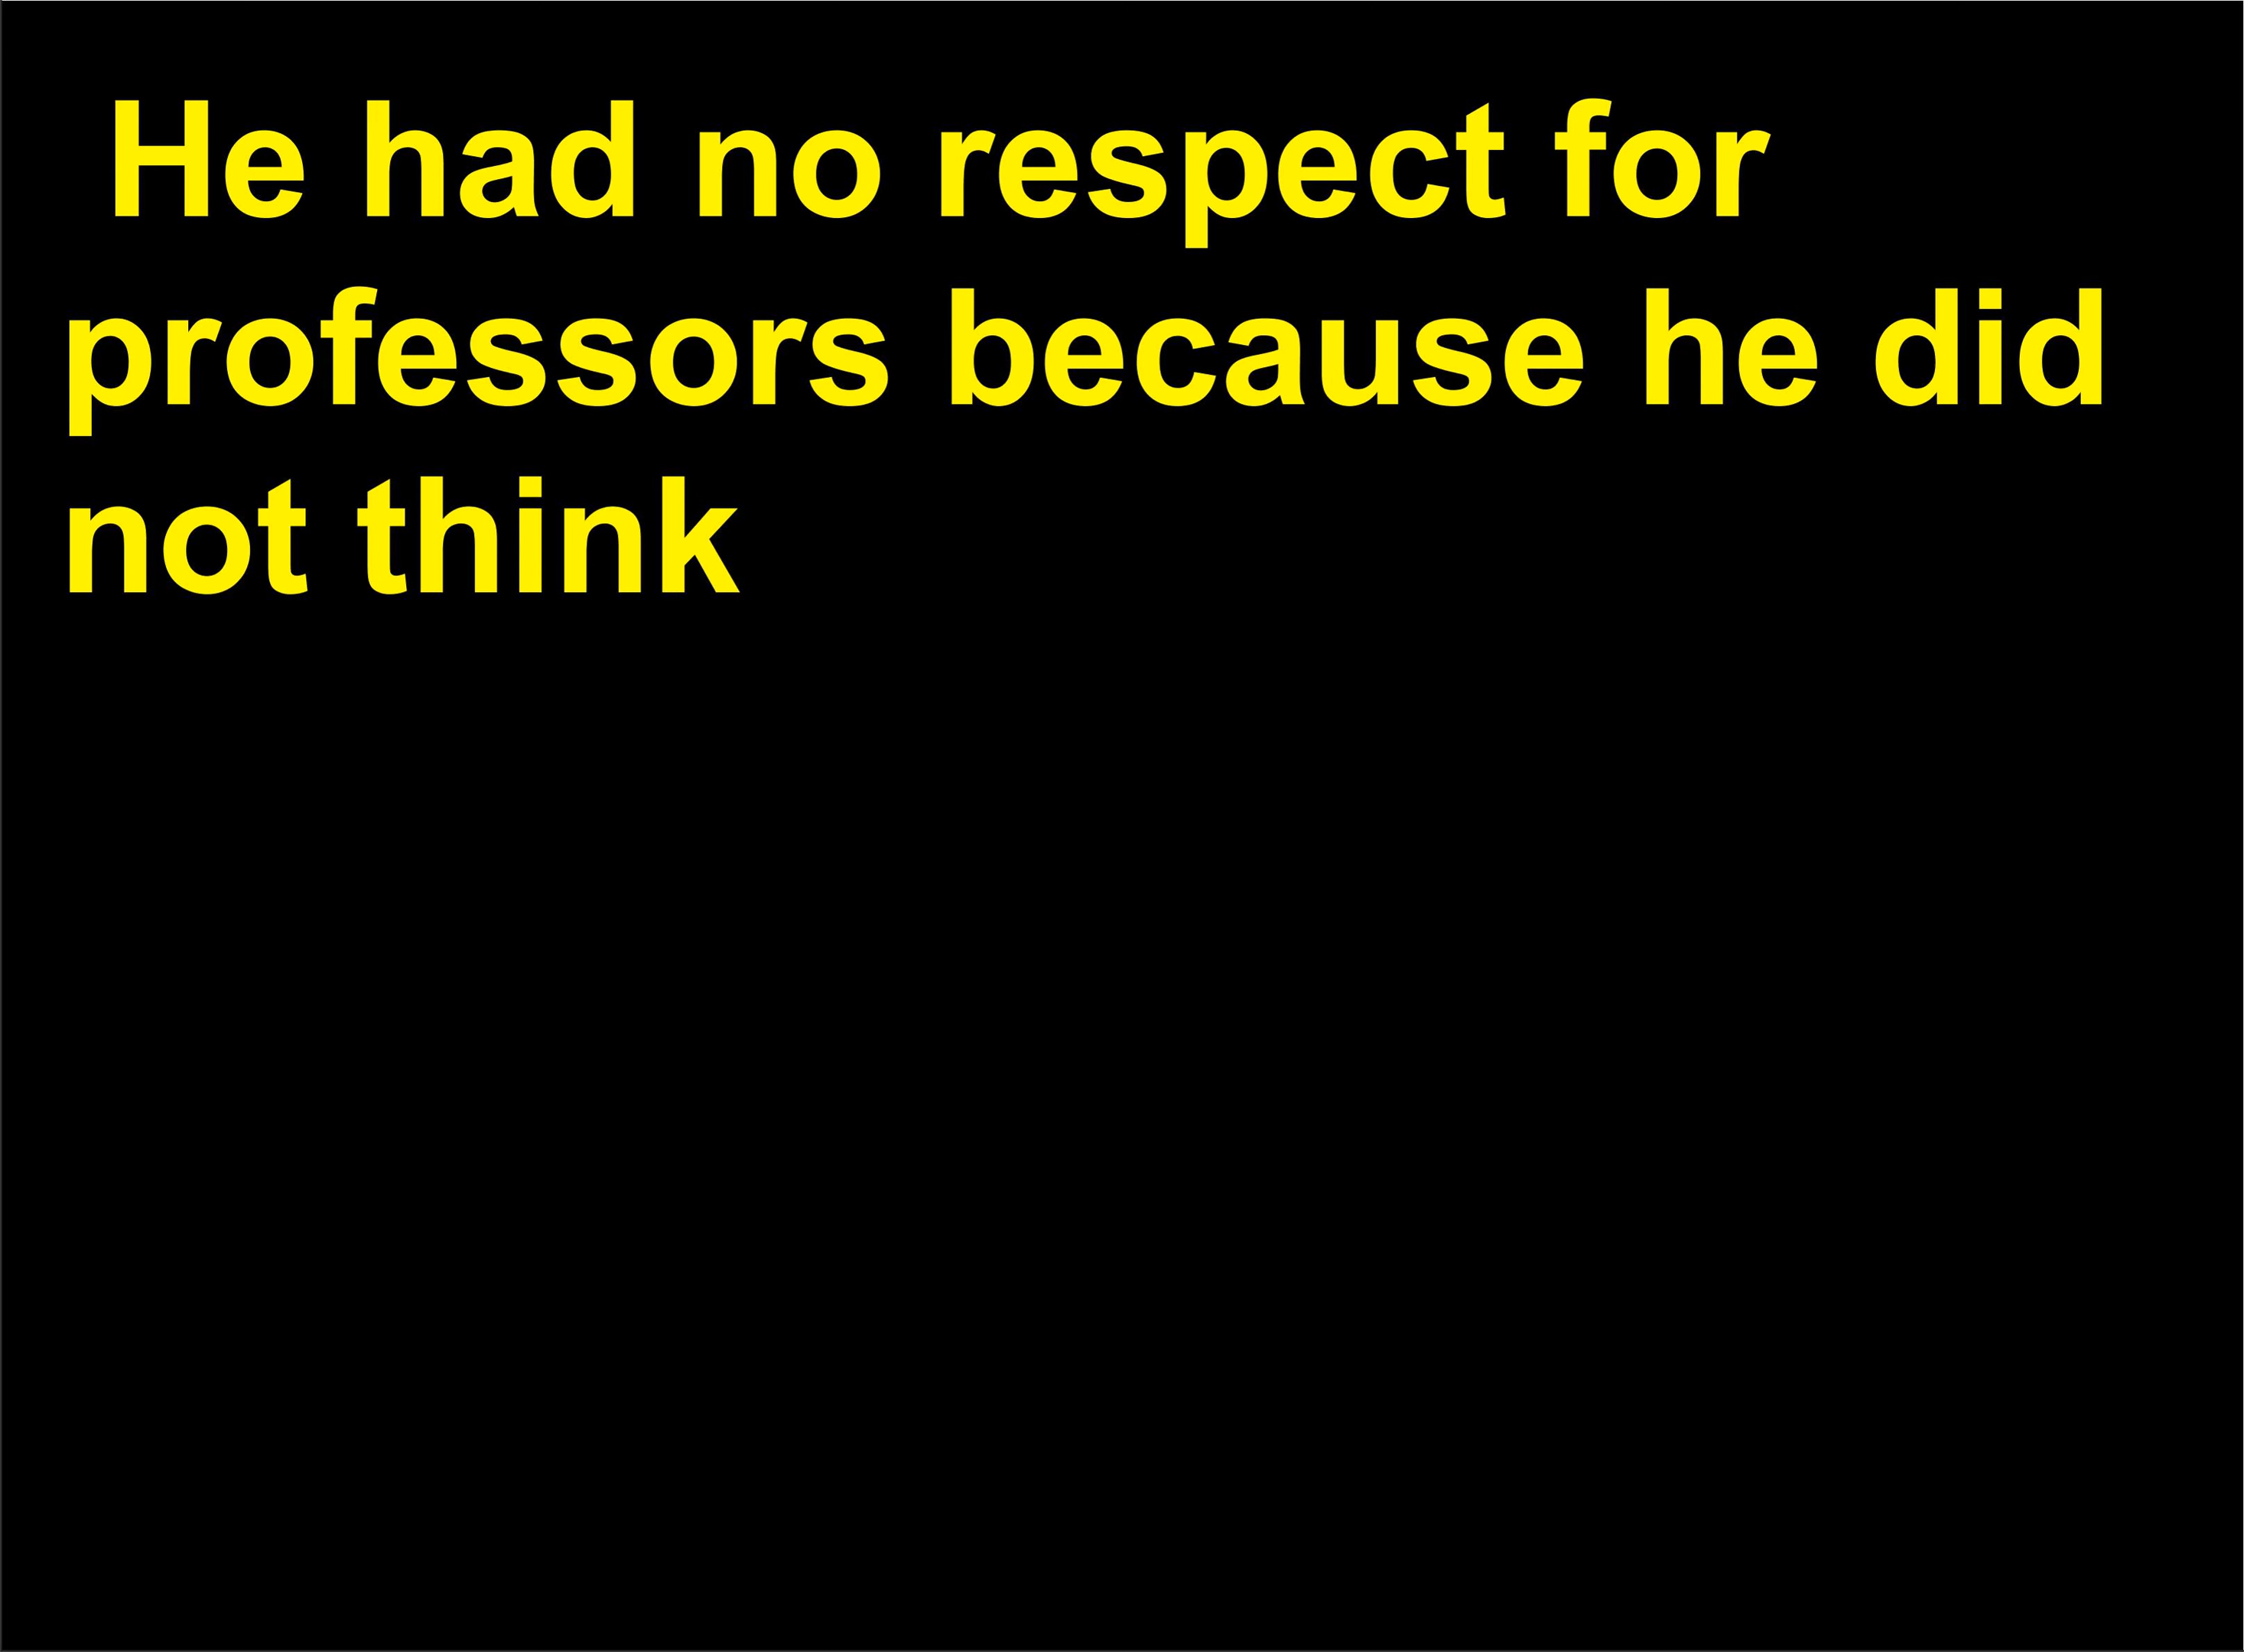 He had no respect for
professors because he did
not think